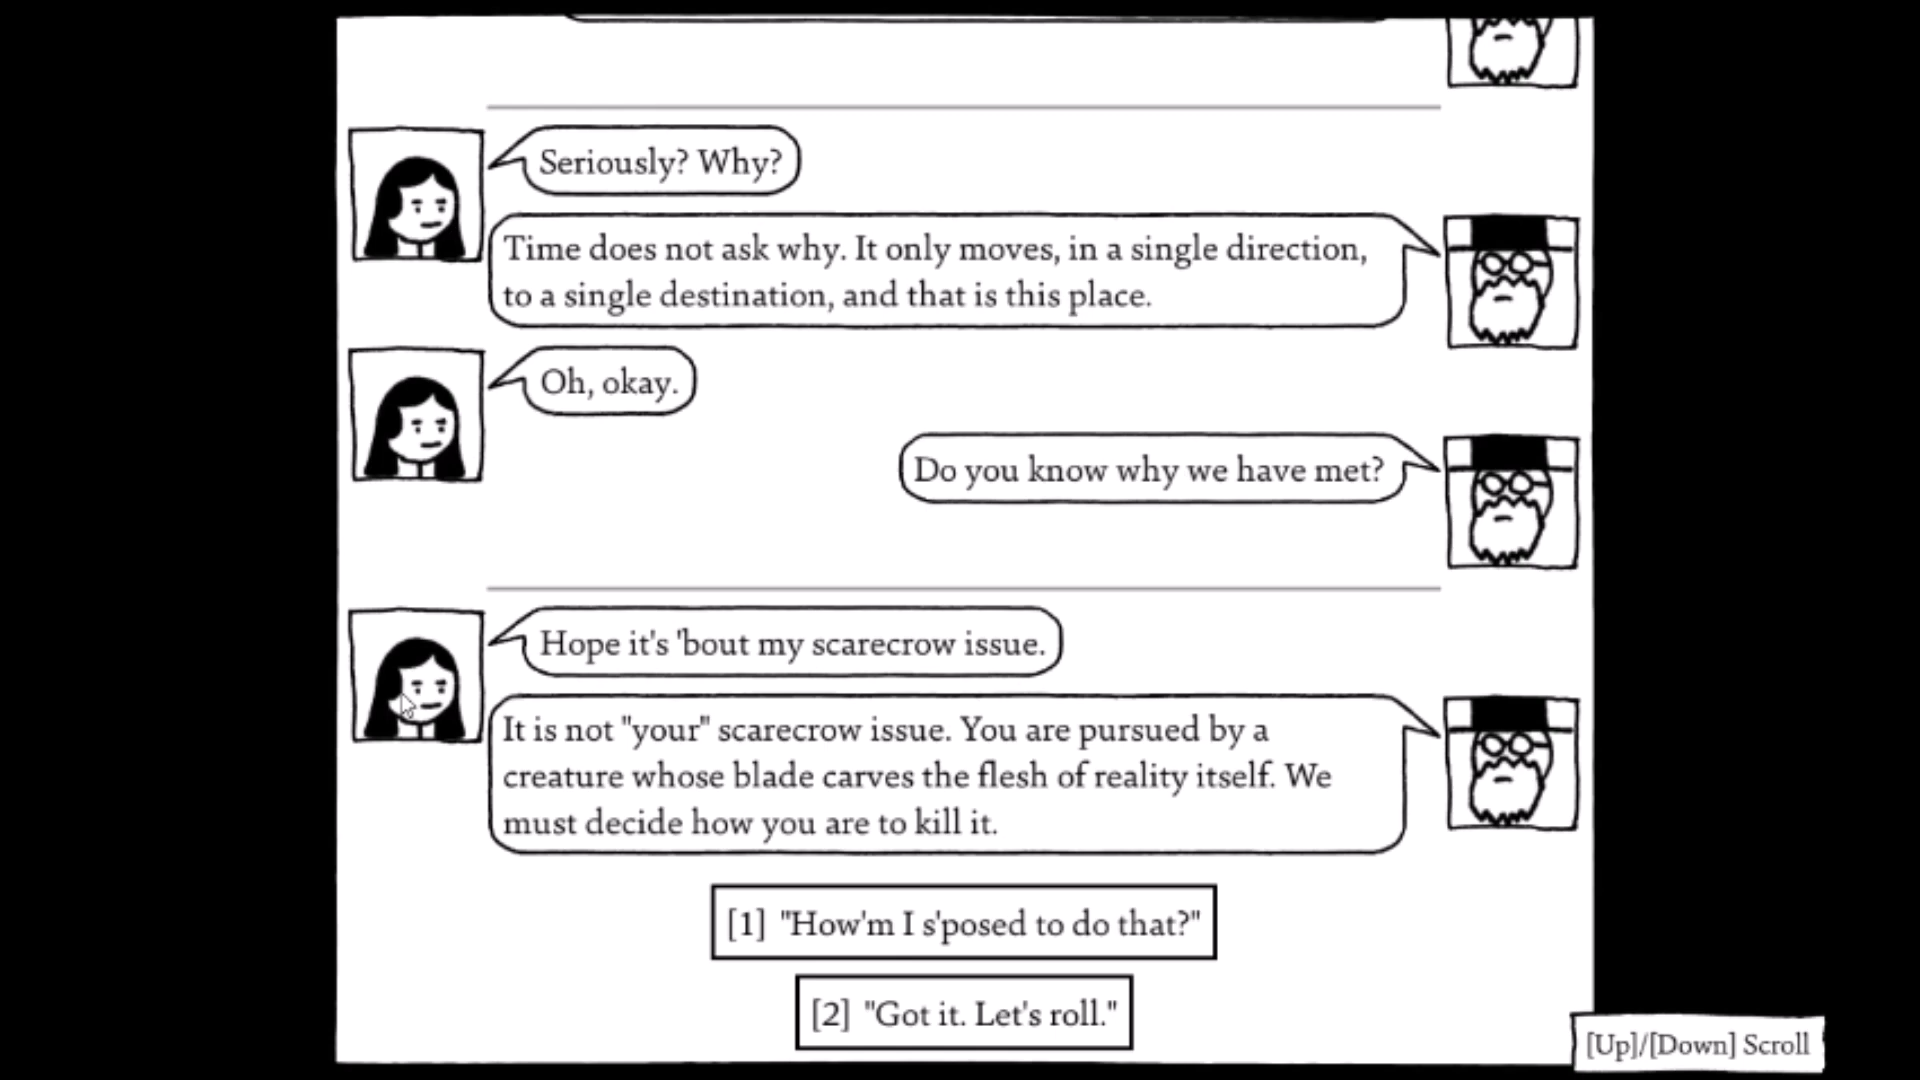 Seriously? Why?
Time does not ask why. It only moves, in a single direction,
to a single destination, and that is this place.
Oh, okay.
Do you know why we have met?
Hope it's 'bout my scarecrow issue.
It is not "your" scarecrow issue. You are pursued by a
creature whose blade carves the flesh of reality itself. We
must decide how you are to kill it.
[1] "How'm I s'posed to do that?"
[2] "Got it. Let's roll."
[Up]/[Down] Scroll